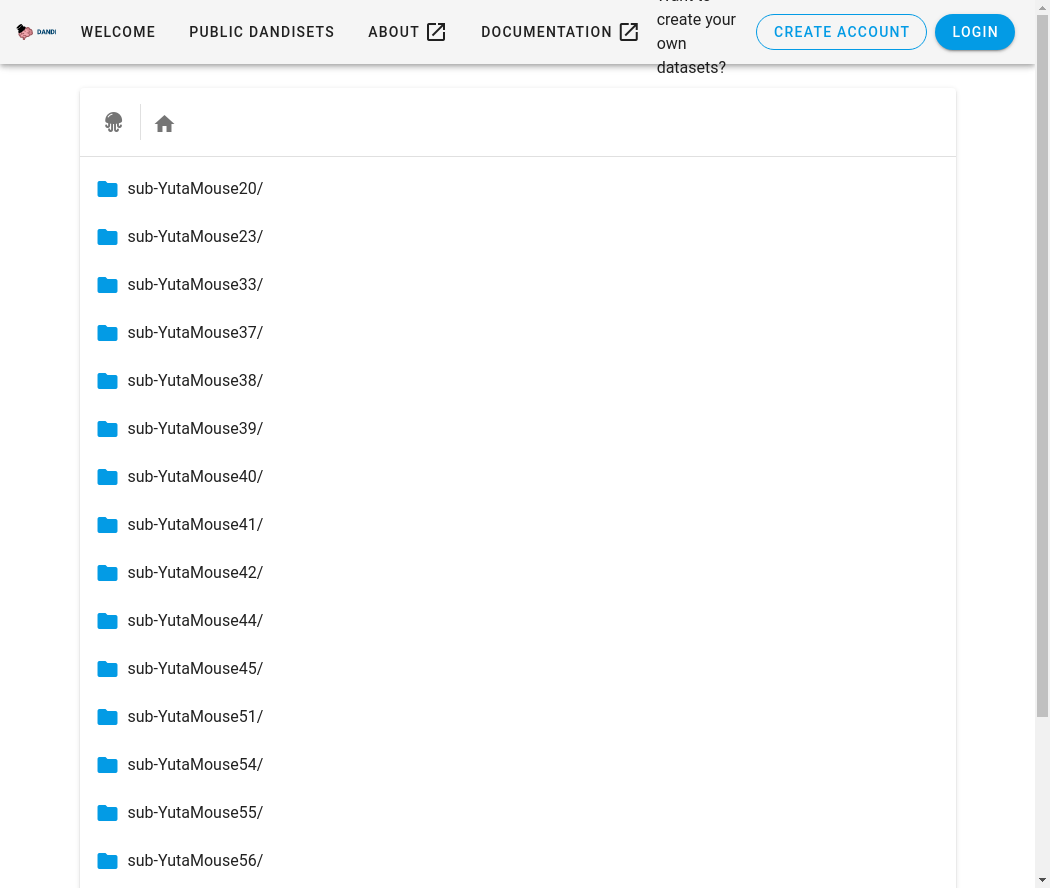 DANDI
WELCOME
PUBLIC DANDISETS
ABOUT
DOCUMENTATION
create your
own
datasets?
CREATE ACCOUNT
LOGIN
sub-YutaMouse20/
sub-YutaMouse23/
sub-YutaMouse33/
sub-YutaMouse37/
sub-YutaMouse38/
sub-YutaMouse39/
sub-YutaMouse40/
sub-YutaMouse41/
sub-YutaMouse42/
sub-YutaMouse44/
sub-YutaMouse45/
sub-YutaMouse51/
sub-YutaMouse54/
sub-YutaMouse55/
sub-YutaMouse56/